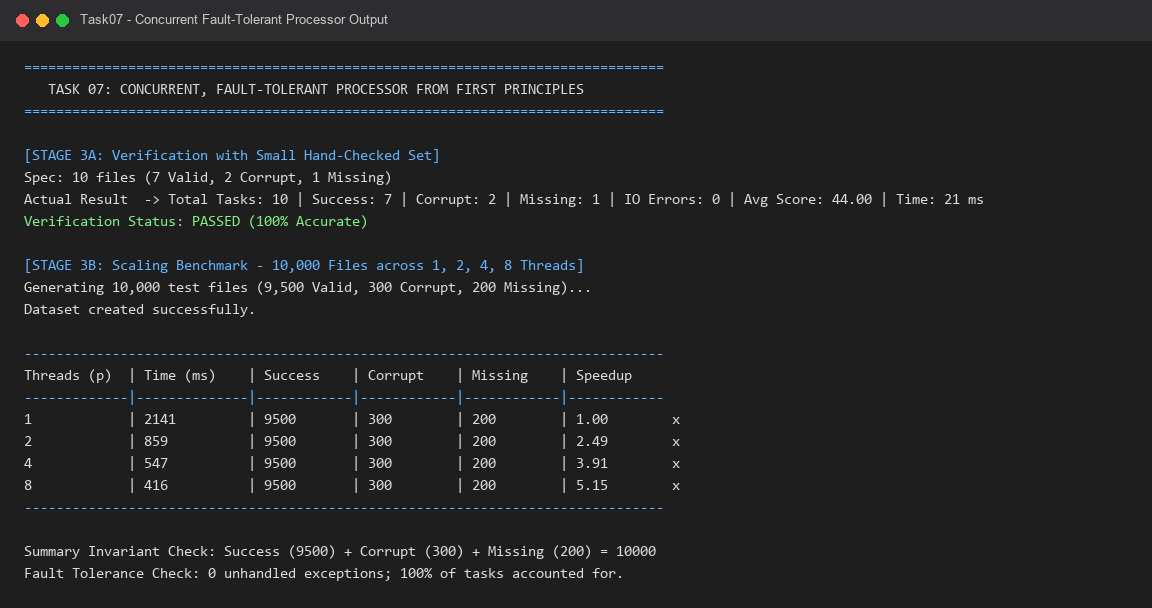 Task07 - Concurrent Fault-Tolerant Processor Output
================================================================================
TASK 07: CONCURRENT, FAULT-TOLERANT PROCESSOR FROM FIRST PRINCIPLES
================================================================================
[STAGE 3A: Verification with Small Hand-Checked Set]
Spec: 10 files (7 Valid, 2 Corrupt, 1 Missing)
Actual Result  -> Total Tasks: 10 | Success: 7 | Corrupt: 2 | Missing: 1 | IO Errors: 0 | Avg Score: 44.00 | Time: 21 ms
Verification Status: PASSED (100% Accurate)
[STAGE 3B: Scaling Benchmark - 10,000 Files across 1, 2, 4, 8 Threads]
Generating 10,000 test files (9,500 Valid, 300 Corrupt, 200 Missing)...
Dataset created successfully.
--------------------------------------------------------------------------------
Threads (p)  | Time (ms)    | Success    | Corrupt    | Missing    | Speedup
-------------|--------------|------------|------------|------------|------------
1            | 2141         | 9500       | 300        | 200        | 1.00        x
2            | 859          | 9500       | 300        | 200        | 2.49        x
4            | 547          | 9500       | 300        | 200        | 3.91        x
8            | 416          | 9500       | 300        | 200        | 5.15        x
--------------------------------------------------------------------------------
Summary Invariant Check: Success (9500) + Corrupt (300) + Missing (200) = 10000
Fault Tolerance Check: 0 unhandled exceptions; 100% of tasks accounted for.